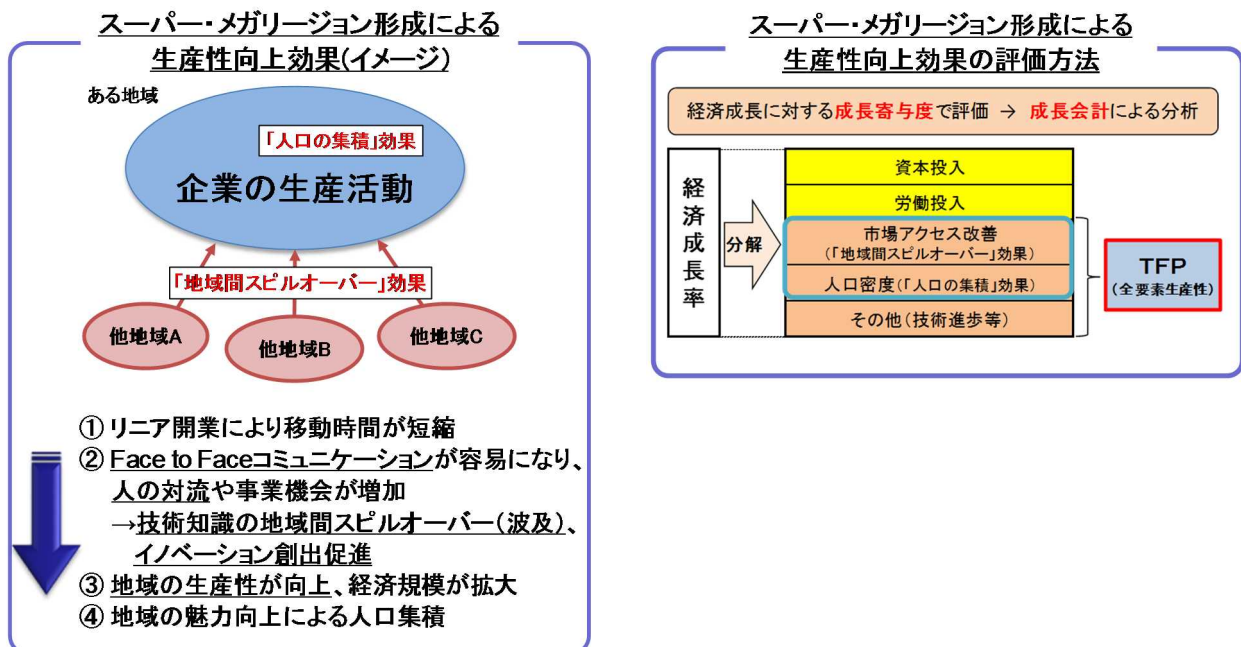 スーパー・メガリージョン形成による
生産性向上効果(イメージ)
ある地域
「人口の集積」効果
企業の生産活動
「地域間スピルオーバー」効果
他地域A
他地域B
他地域C
① リニア開業により移動時間が短縮
② Face to Faceコミュニケーションが容易になり、
人の対流や事業機会が増加
→技術知識の地域間スピルオーバー(波及)、
イノベーション創出促進
③ 地域の生産性が向上、経済規模が拡大
④ 地域の魅力向上による人口集積
スーパー・メガリージョン形成による
生産性向上効果の評価方法
経済成長に対する成長寄与度で評価 → 成長会計による分析
経済成長率
分解
資本投入
労働投入
市場アクセス改善
(「地域間スピルオーバー」効果)
人口密度(「人口の集積」効果)
その他(技術進歩等)
TFP
(全要素生産性)